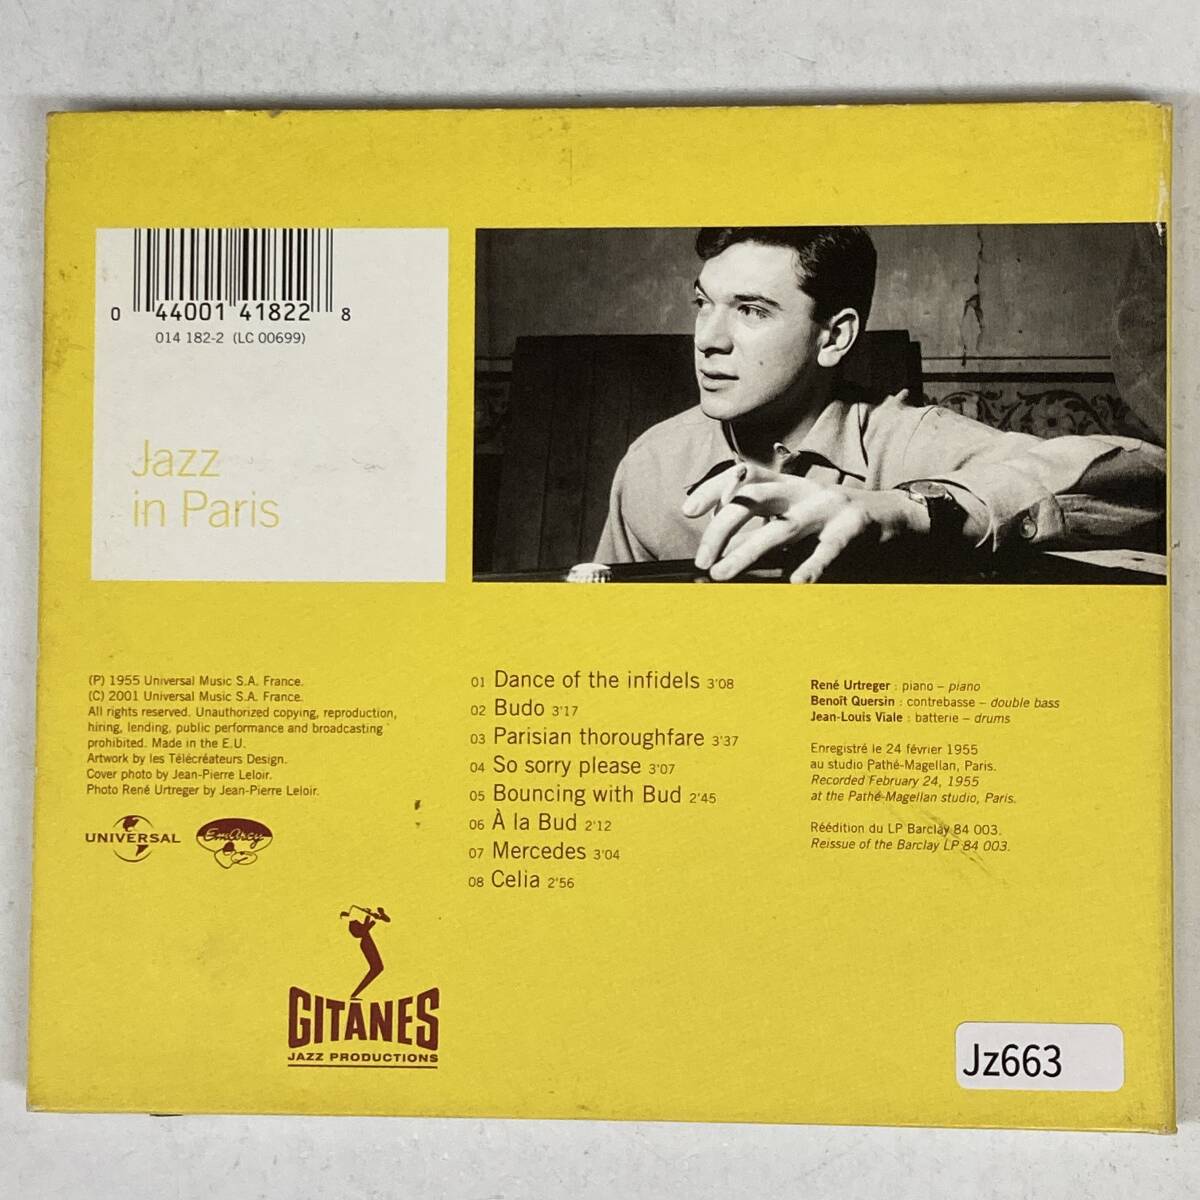 0 44001 41822 8
014 182-2 (LC 00699)
Jazz
in Paris
(P) 1955 Universal Music S.A. France.
(C) 2001 Universal Music S.A. France.
All rights reserved. Unauthorized copying, reproduction,
hiring, lending, public performance and broadcasting
prohibited. Made in the E.U.
Artwork by les Télécréateurs Design.
Cover photo by Jean-Pierre Leloir.
Photo René Urtreger by Jean-Pierre Leloir.
UNIVERSAL
EmArcy
01 Dance of the infidels 3'08
02 Budo 3'17
03 Parisian thoroughfare 3'37
04 So sorry please 3'07
05 Bouncing with Bud 2'45
06 À la Bud 2'12
07 Mercedes 3'04
08 Celia 2'56
René Urtreger : piano – piano
Benoît Quersin : contrebasse – double bass
Jean-Louis Viale : batterie – drums
Enregistré le 24 février 1955
au studio Pathé-Magellan, Paris.
Recorded February 24, 1955
at the Pathé-Magellan studio, Paris.
Réédition du LP Barclay 84 003.
Reissue of the Barclay LP 84 003.
GITANES
JAZZ PRODUCTIONS
Jz663